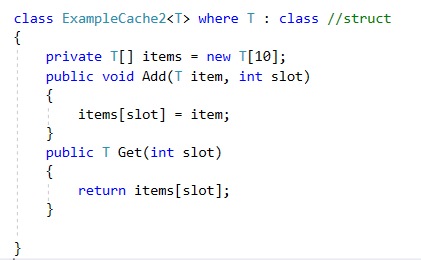 class ExampleCache2<T> where T : class //struct
{
    private T[] items = new T[10];
    public void Add(T item, int slot)
    {
        items[slot] = item;
    }
    public T Get(int slot)
    {
        return items[slot];
    }
}